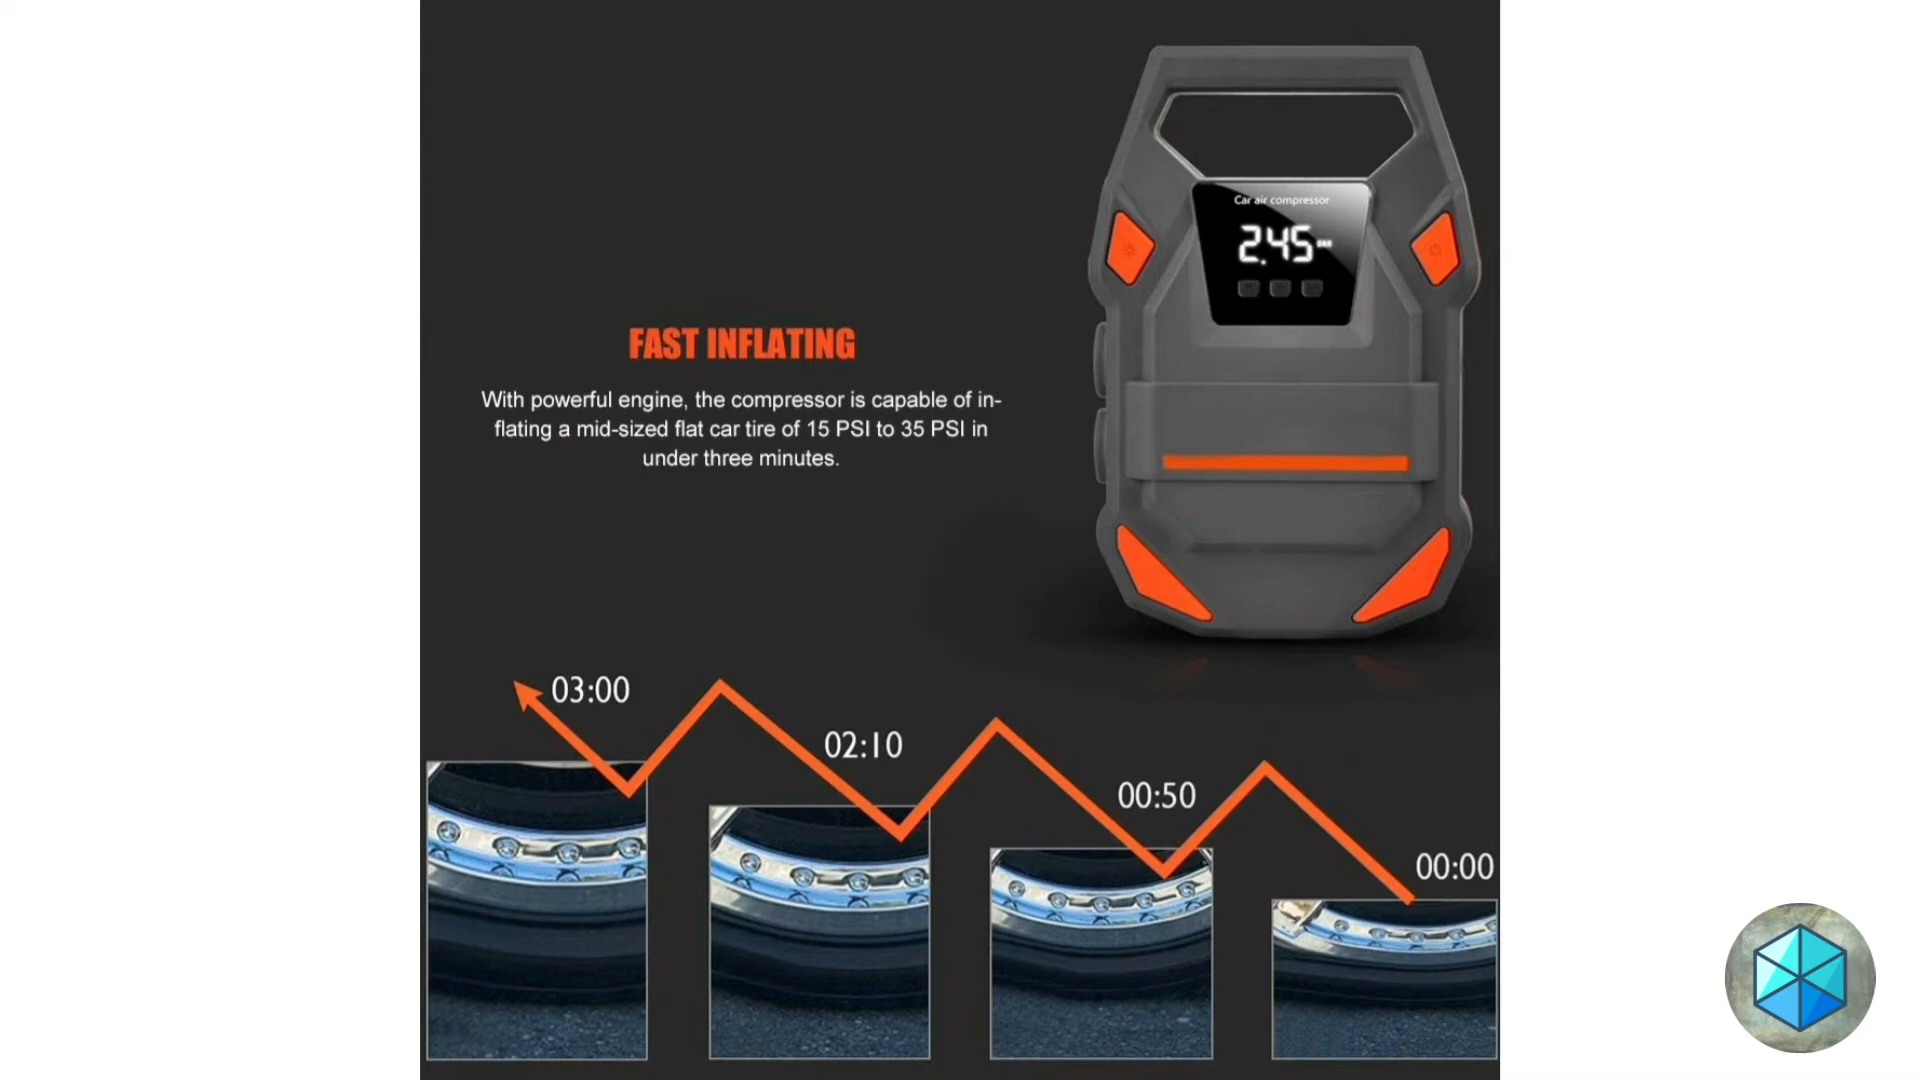 Car air compressor
2.45
FAST INFLATING
With powerful engine, the compressor is capable of in-
flating a mid-sized flat car tire of 15 PSI to 35 PSI in
under three minutes.
03:00
02:10
00:50
00:00